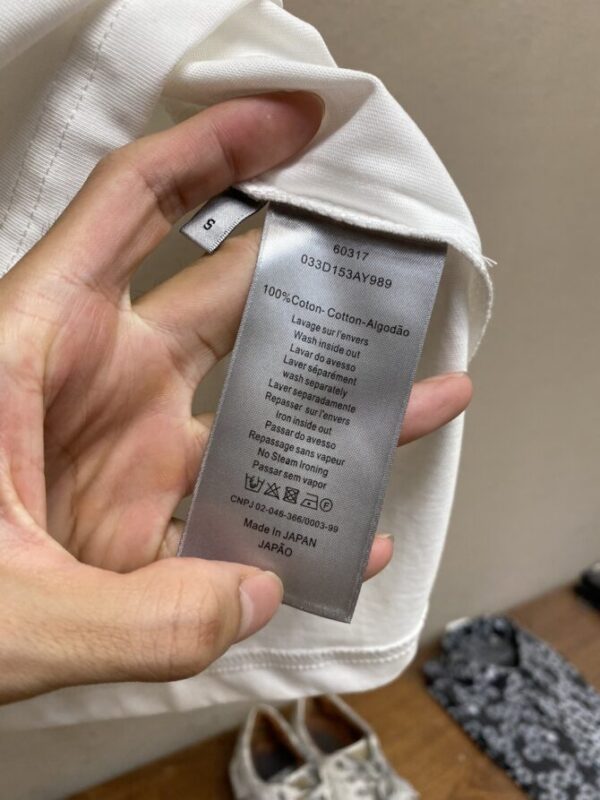 S
60317
033D153AY989
100%Coton- Cotton-Algodão
Lavage sur l'envers
Wash inside out
Lavar do avesso
Laver séparément
wash separately
Laver separadamente
Repasser sur l'envers
Iron inside out
Passar do avesso
Repassage sans vapeur
No Steam Ironing
Passar sem vapor
CNPJ 02-046-366/0003-99
Made In JAPAN
JAPÃO